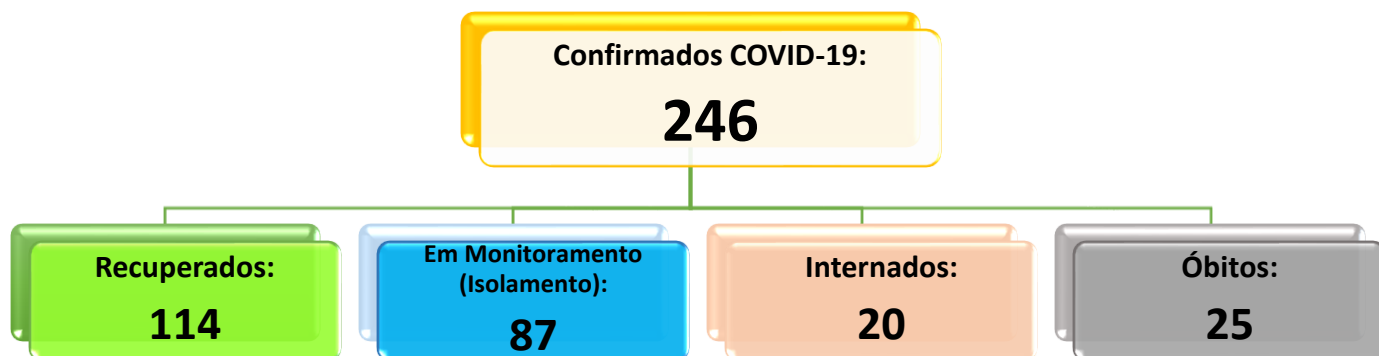 Confirmados COVID-19:
246
Recuperados:
114
Em Monitoramento
(Isolamento):
87
Internados:
20
Óbitos:
25